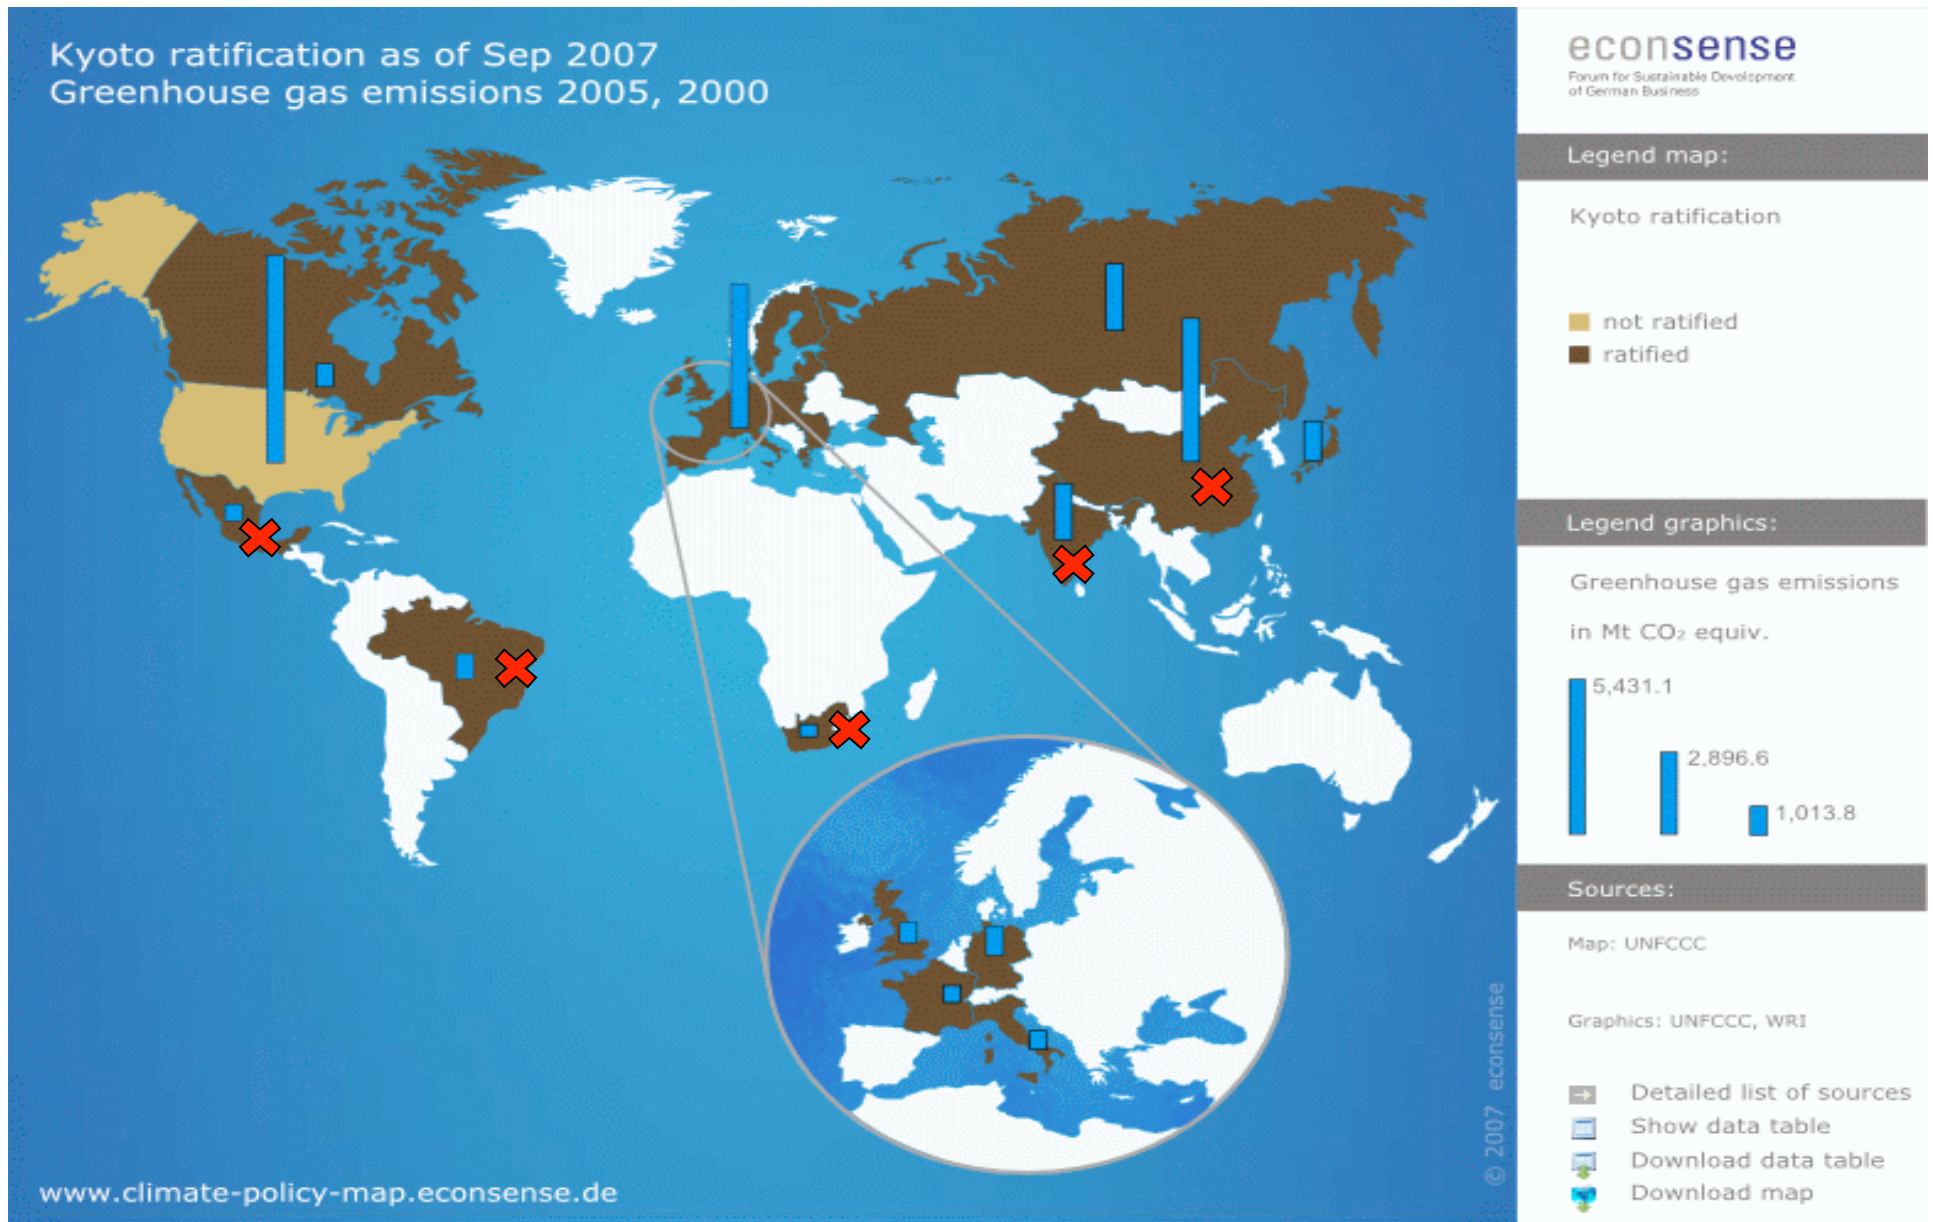 Kyoto ratification as of Sep 2007
Greenhouse gas emissions 2005, 2000
www.climate-policy-map.econsense.de
© 2007 econsense
econsense
Forum for Sustainable Development
of German Business
Legend map:
Kyoto ratification
not ratified
ratified
Legend graphics:
Greenhouse gas emissions
in Mt CO₂ equiv.
5,431.1
2,896.6
1,013.8
Sources:
Map: UNFCCC
Graphics: UNFCCC, WRI
Detailed list of sources
Show data table
Download data table
Download map